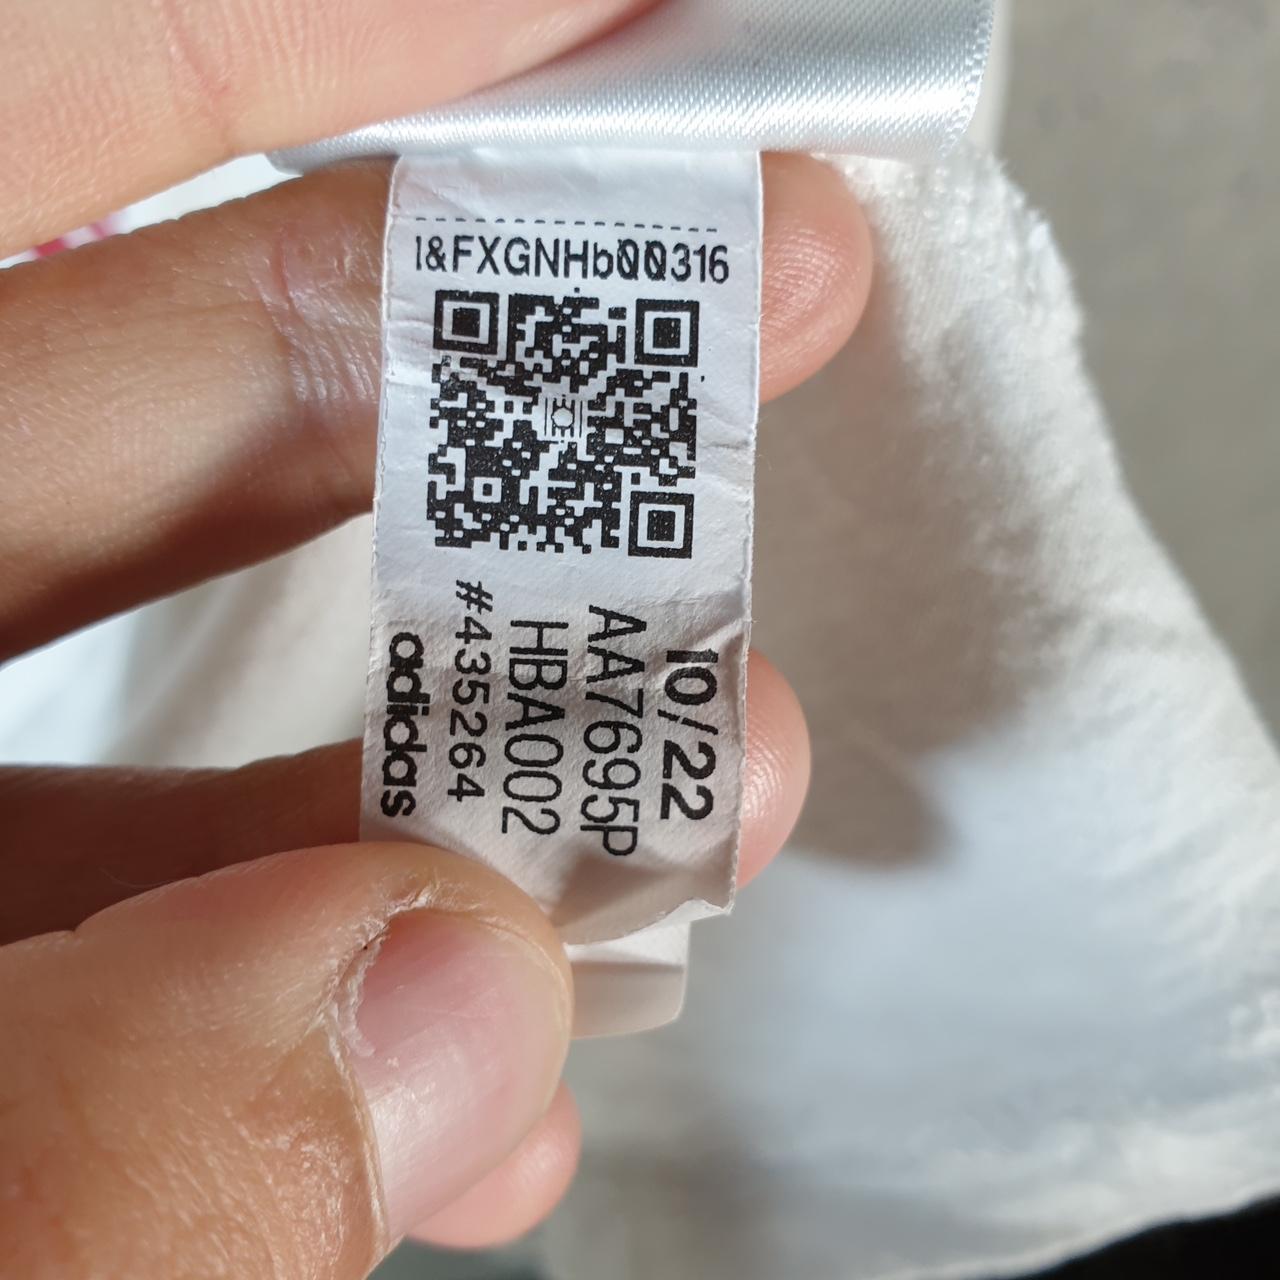 I&FXGNHb00316
10/22
AA7695P
HBA002
#435264
adidas